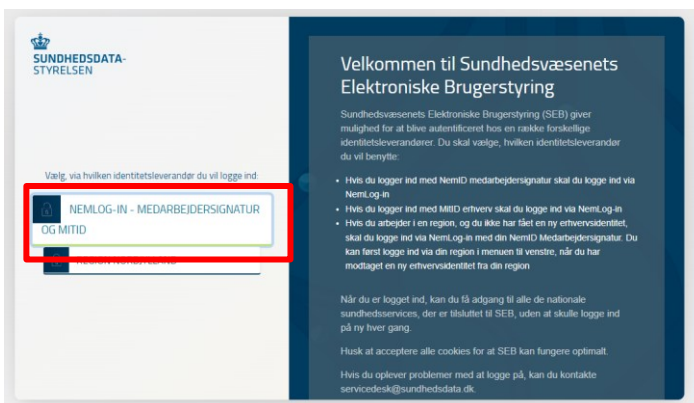 SUNDHEDSDATA-
STYRELSEN
Vælg, via hvilken identitetsleverandør du vil logge ind:
NEMLOG-IN - MEDARBEJDERSIGNATUR
OG MITID
REGION NORDJYLLAND
Velkommen til Sundhedsvæsenets
Elektroniske Brugerstyring
Sundhedsvæsenets Elektroniske Brugerstyring (SEB) giver
mulighed for at blive autentificeret hos en række forskellige
identitetsleverandører. Du skal vælge, hvilken identitetsleverandør
du vil benytte:
• Hvis du logger ind med NemID medarbejdersignatur skal du logge ind via
NemLog-in
• Hvis du logger ind med MitID erhverv skal du logge ind via NemLog-in
• Hvis du arbejder i en region, og du ikke har fået en ny erhvervsidentitet,
skal du logge ind via NemLog-in med din NemID Medarbejdersignatur. Du
kan først logge ind via din region i menuen til venstre, når du har
modtaget en ny erhvervsidentitet fra din region
Når du er logget ind, kan du få adgang til alle de nationale
sundhedsservices, der er tilsluttet til SEB, uden at skulle logge ind
på ny hver gang.
Husk at acceptere alle cookies for at SEB kan fungere optimalt.
Hvis du oplever problemer med at logge på, kan du kontakte
servicedesk@sundhedsdata.dk.